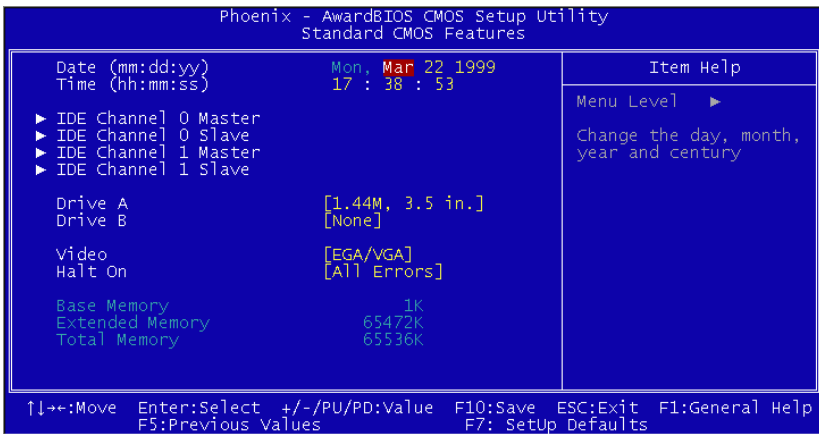 Phoenix - AwardBIOS CMOS Setup Utility
Standard CMOS Features
Date (mm:dd:yy) Mon, Mar 22 1999
Time (hh:mm:ss) 17 : 38 : 53
► IDE Channel 0 Master
► IDE Channel 0 Slave
► IDE Channel 1 Master
► IDE Channel 1 Slave
Drive A [1.44M, 3.5 in.]
Drive B [None]
Video [EGA/VGA]
Halt On [All Errors]
Base Memory 1K
Extended Memory 65472K
Total Memory 65536K
Item Help
Menu Level ►
Change the day, month,
year and century
↑↓→←:Move Enter:Select +/-/PU/PD:Value F10:Save ESC:Exit F1:General Help
F5:Previous Values F7: SetUp Defaults